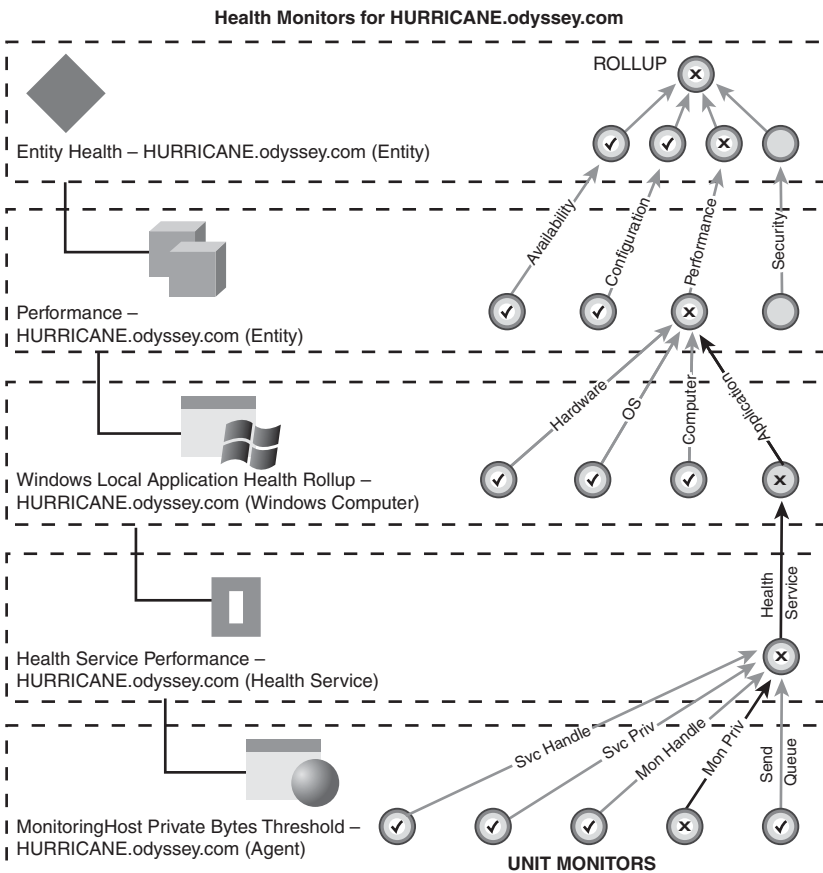 Health Monitors for HURRICANE.odyssey.com
ROLLUP
Entity Health – HURRICANE.odyssey.com (Entity)
Availability
Configuration
Performance
Security
Performance –
HURRICANE.odyssey.com (Entity)
Hardware
OS
Computer
Application
Windows Local Application Health Rollup –
HURRICANE.odyssey.com (Windows Computer)
Health
Service
Health Service Performance –
HURRICANE.odyssey.com (Health Service)
Svc Handle
Svc Priv
Mon Handle
Mon Priv
Send
Queue
MonitoringHost Private Bytes Threshold –
HURRICANE.odyssey.com (Agent)
UNIT MONITORS